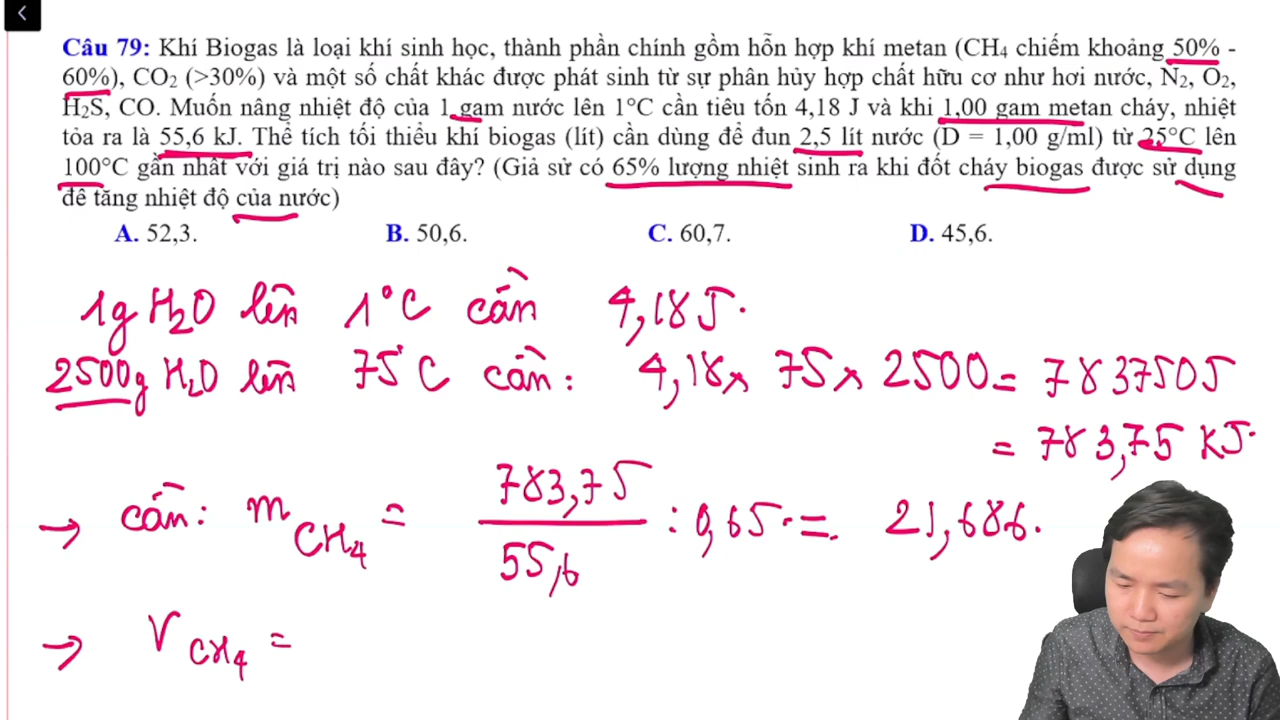 Câu 79: Khí Biogas là loại khí sinh học, thành phần chính gồm hỗn hợp khí metan (CH4 chiếm khoảng 50% -
60%), CO2 (>30%) và một số chất khác được phát sinh từ sự phân hủy hợp chất hữu cơ như hơi nước, N2, O2,
H2S, CO. Muốn nâng nhiệt độ của 1 gam nước lên 1°C cần tiêu tốn 4,18 J và khi 1,00 gam metan cháy, nhiệt
tỏa ra là 55,6 kJ. Thể tích tối thiểu khí biogas (lít) cần dùng để đun 2,5 lít nước (D = 1,00 g/ml) từ 25°C lên
100°C gần nhất với giá trị nào sau đây? (Giả sử có 65% lượng nhiệt sinh ra khi đốt cháy biogas được sử dụng
để tăng nhiệt độ của nước)
A. 52,3. B. 50,6. C. 60,7. D. 45,6.
1g H2O lên 1°C cần 4,18J.
2500g H2O lên 75°C cần: 4,18 x 75 x 2500 = 783750J
= 783,75 KJ.
→ cần: mCH4 = 783,75 / 55,6 : 0,65 = 21,686.
→ VCH4 =